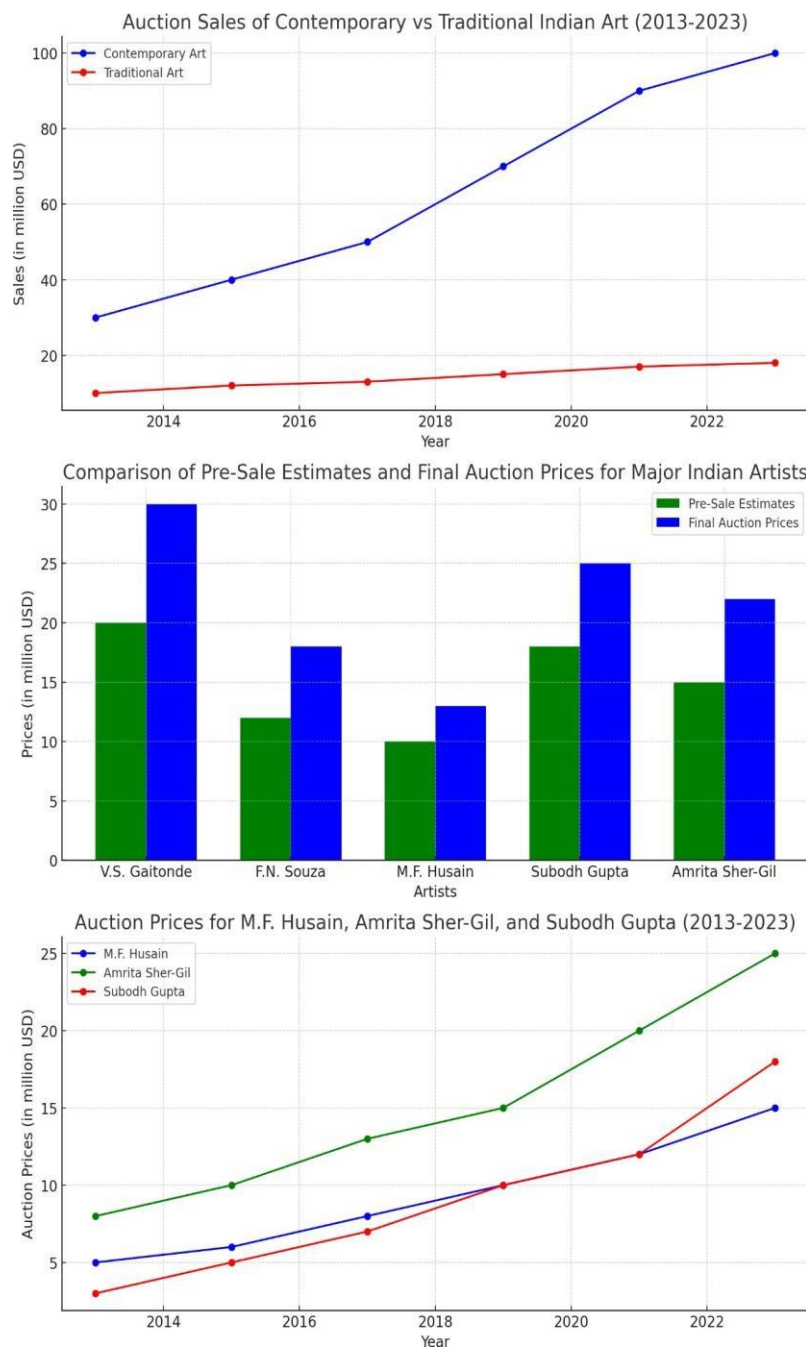 Auction Sales of Contemporary vs Traditional Indian Art (2013-2023)
100
Contemporary Art
Traditional Art
80
60
40
20
Sales (in million USD)
2014 2016 2018 2020 2022
Year
Comparison of Pre-Sale Estimates and Final Auction Prices for Major Indian Artists
30
Pre-Sale Estimates
Final Auction Prices
25
20
15
10
5
0
Prices (in million USD)
V.S. Gaitonde F.N. Souza M.F. Husain Subodh Gupta Amrita Sher-Gil
Artists
Auction Prices for M.F. Husain, Amrita Sher-Gil, and Subodh Gupta (2013-2023)
M.F. Husain
Amrita Sher-Gil
Subodh Gupta
25
20
15
10
5
Auction Prices (in million USD)
2014 2016 2018 2020 2022
Year